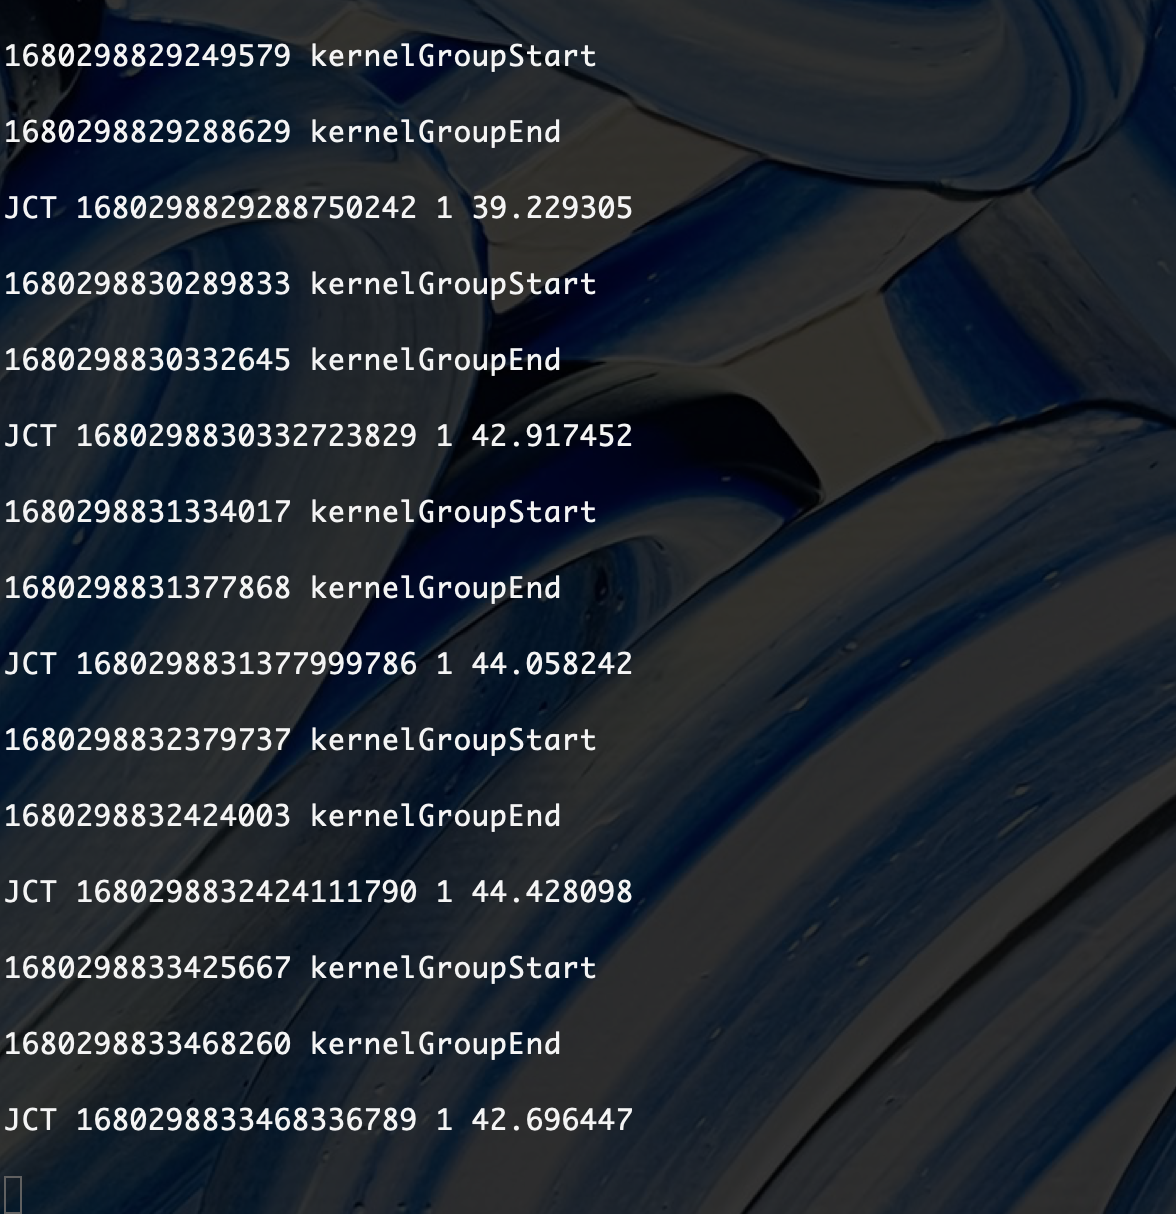 1680298829249579 kernelGroupStart
1680298829288629 kernelGroupEnd
JCT 1680298829288750242 1 39.229305
1680298830289833 kernelGroupStart
1680298830332645 kernelGroupEnd
JCT 1680298830332723829 1 42.917452
1680298831334017 kernelGroupStart
1680298831377868 kernelGroupEnd
JCT 1680298831377999786 1 44.058242
1680298832379737 kernelGroupStart
1680298832424003 kernelGroupEnd
JCT 1680298832424111790 1 44.428098
1680298833425667 kernelGroupStart
1680298833468260 kernelGroupEnd
JCT 1680298833468336789 1 42.696447